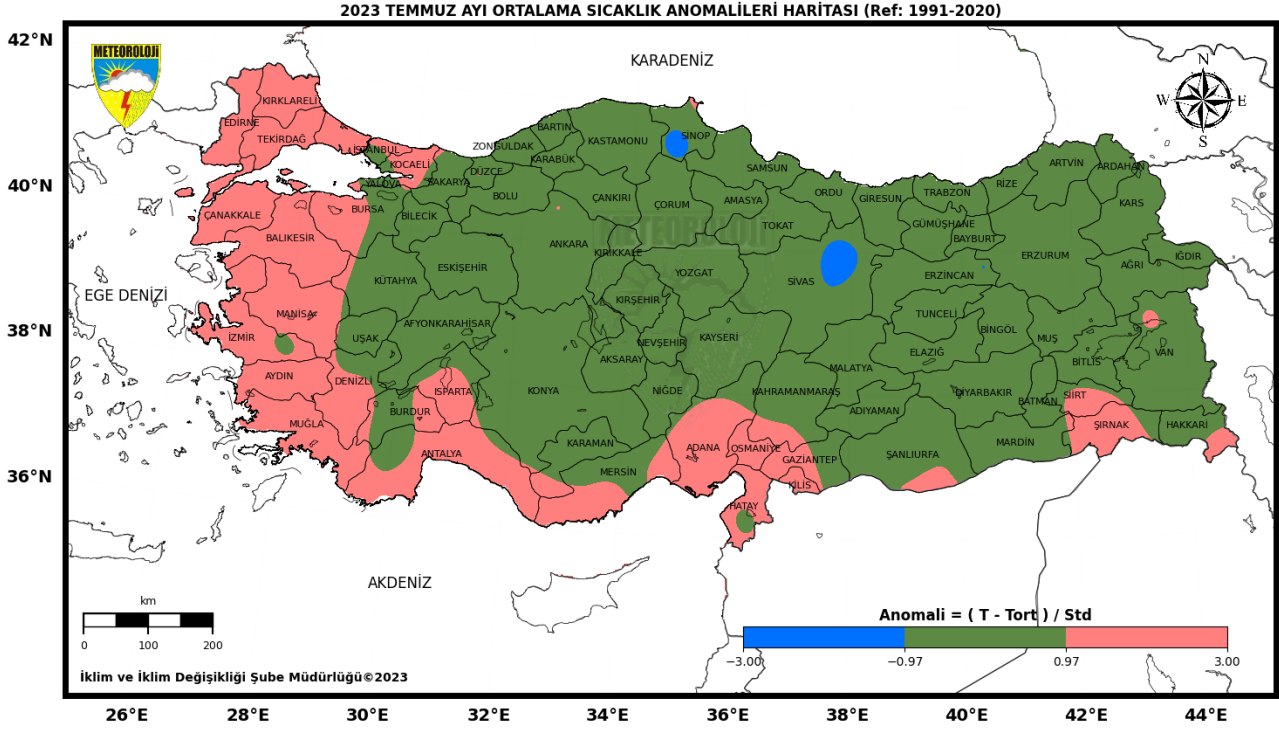 2023 TEMMUZ AYI ORTALAMA SICAKLIK ANOMALİLERİ HARİTASI (Ref: 1991-2020)
42°N
40°N
38°N
36°N
METEOROLOJİ
KARADENİZ
N
W
E
S
KIRKLARELİ
EDİRNE
TEKİRDAĞ
İSTANBUL
KOCAELİ
YALOVA
SAKARYA
ZONGULDAK
BARTIN
KARABÜK
KASTAMONU
SİNOP
DÜZCE
BOLU
SAMSUN
ORDU
GİRESUN
TRABZON
RİZE
ARTVİN
ARDAHAN
KARS
ÇANAKKALE
BURSA
BİLECİK
ÇANKIRI
ÇORUM
AMASYA
TOKAT
GÜMÜŞHANE
BAYBURT
BALIKESİR
ANKARA
KIRIKKALE
METEOROLOJİ
ERZURUM
AĞRI
IĞDIR
KÜTAHYA
ESKİŞEHİR
YOZGAT
SİVAS
ERZİNCAN
EGE DENİZİ
MANİSA
KIRŞEHİR
TUNCELİ
İZMİR
UŞAK
AFYONKARAHİSAR
NEVŞEHİR
KAYSERİ
BİNGÖL
MUŞ
VAN
AKSARAY
ELAZIĞ
BİTLİS
AYDIN
DENİZLİ
ISPARTA
KONYA
NİĞDE
MALATYA
KAHRAMANMARAŞ
DİYARBAKIR
BATMAN
SİİRT
BURDUR
ADIYAMAN
MUĞLA
ŞIRNAK
HAKKARİ
ANTALYA
KARAMAN
ADANA
OSMANİYE
GAZİANTEP
ŞANLIURFA
MARDİN
MERSİN
KİLİS
HATAY
AKDENİZ
km
0
100
200
Anomali = ( T - Tort ) / Std
−3.00
−0.97
0.97
3.00
İklim ve İklim Değişikliği Şube Müdürlüğü©2023
26°E
28°E
30°E
32°E
34°E
36°E
38°E
40°E
42°E
44°E